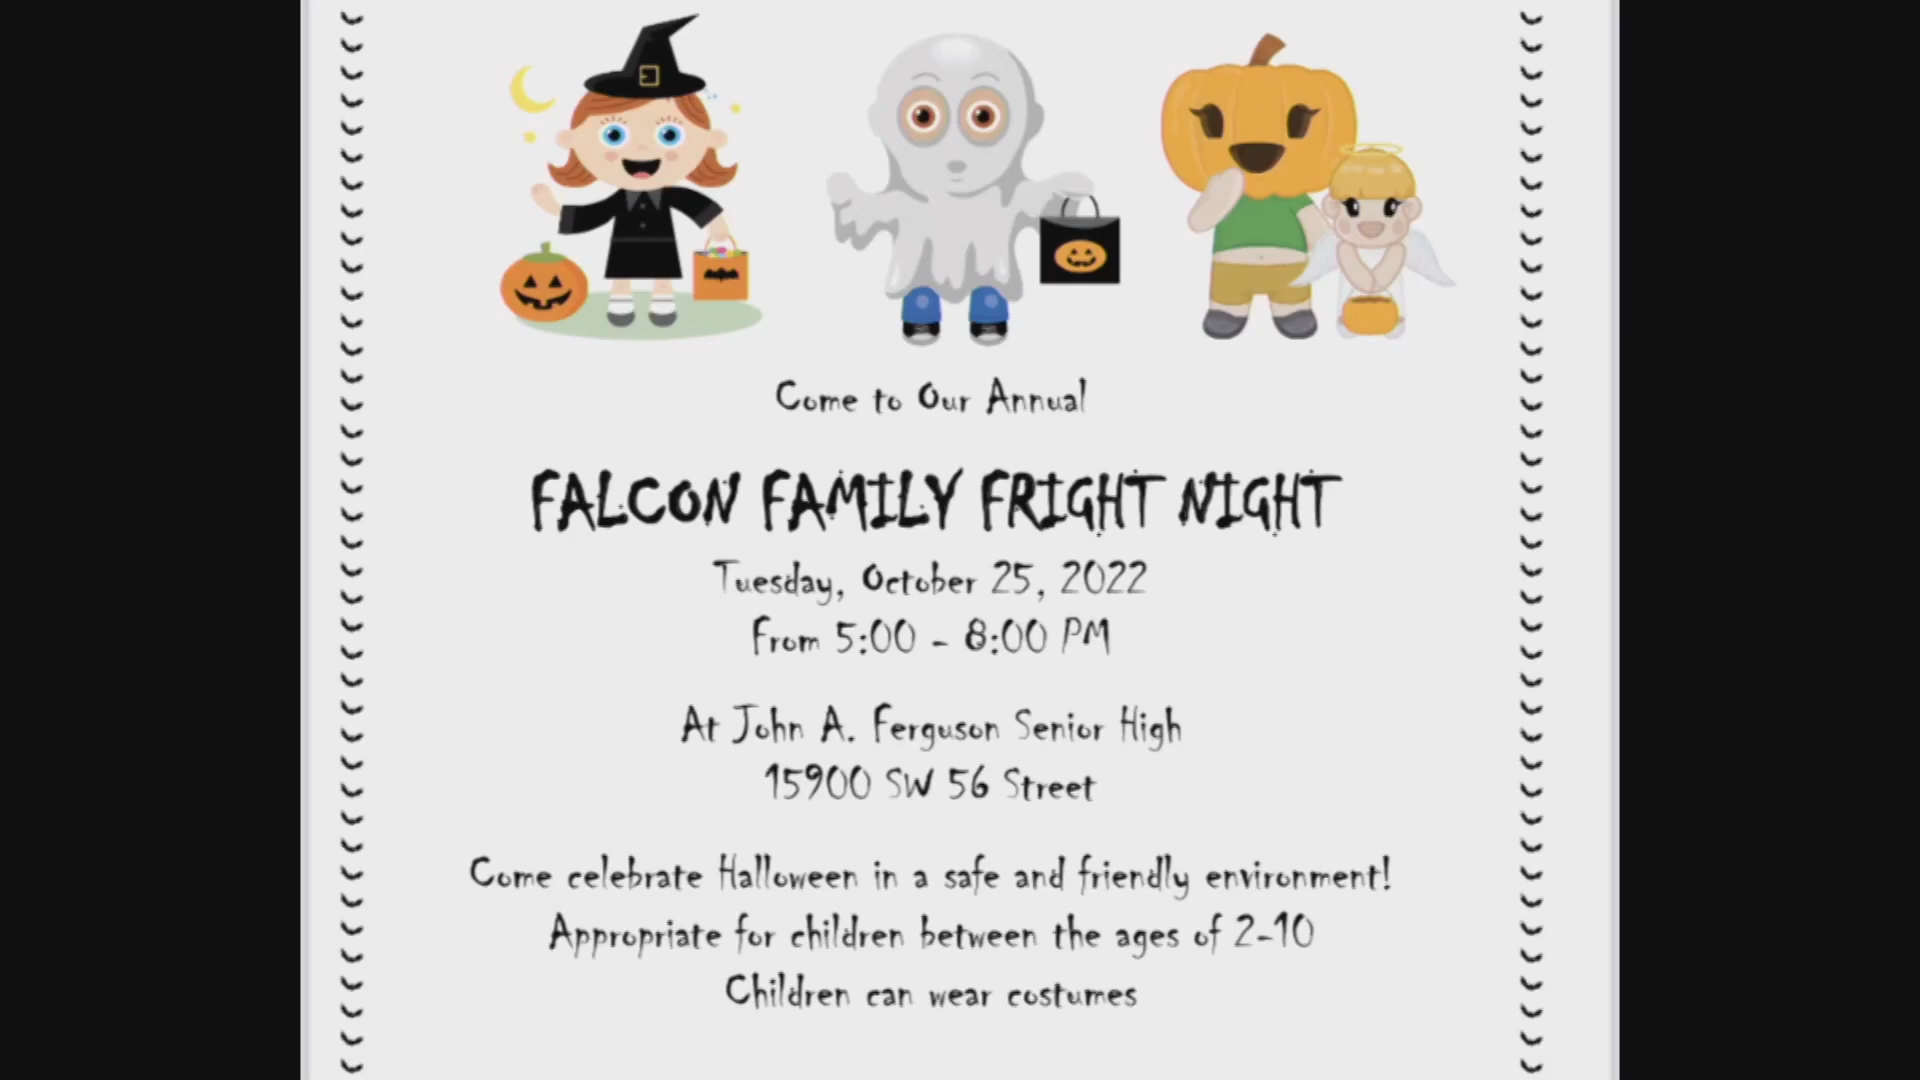 Come to Our Annual
FALCON FAMILY FRIGHT NIGHT
Tuesday, October 25, 2022
From 5:00 - 8:00 PM
At John A. Ferguson Senior High
15900 SW 56 Street
Come celebrate Halloween in a safe and friendly environment!
Appropriate for children between the ages of 2-10
Children can wear costumes